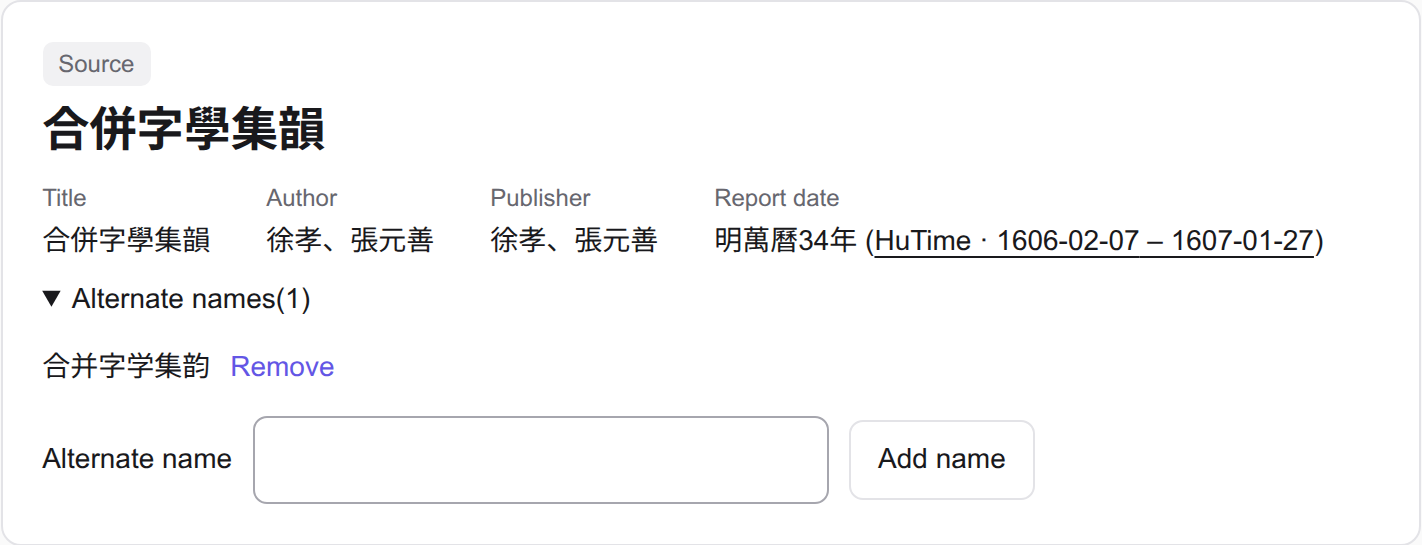 Source
合併字學集韻
Title Author Publisher Report date
合併字學集韻 徐孝、張元善 徐孝、張元善 明萬曆34年 (HuTime · 1606-02-07 – 1607-01-27)
▼ Alternate names(1)
合并字学集韵 Remove
Alternate name Add name